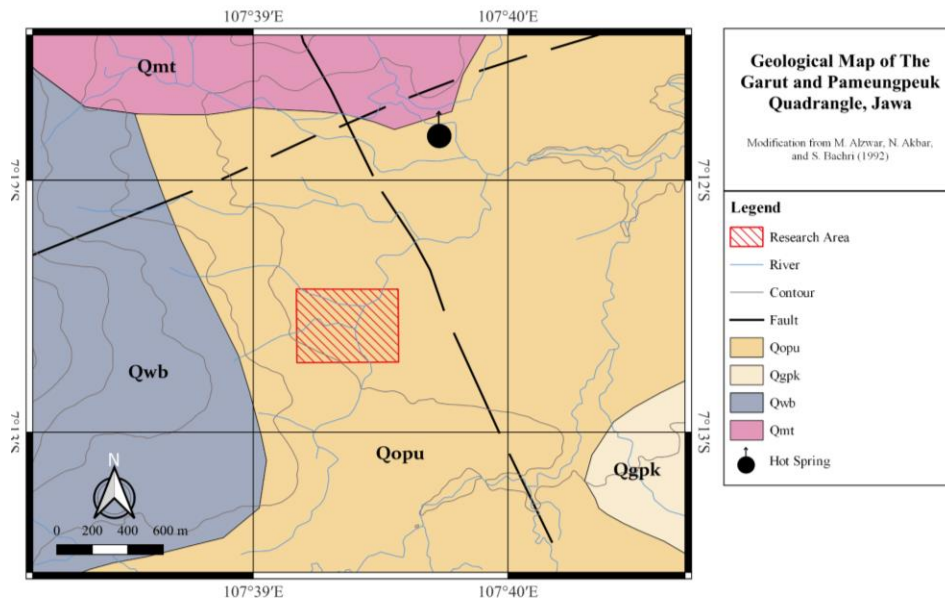 107°39'E
107°40'E
Qmt
7°12'S
7°12'S
Qwb
7°13'S
7°13'S
Qopu
Qgpk
N
0 200 400 600 m
107°39'E
107°40'E
Geological Map of The
Garut and Pameungpeuk
Quadrangle, Jawa
Modification from M. Alzwar, N. Akbar,
and S. Bachri (1992)
Legend
Research Area
River
Contour
Fault
Qopu
Qgpk
Qwb
Qmt
Hot Spring